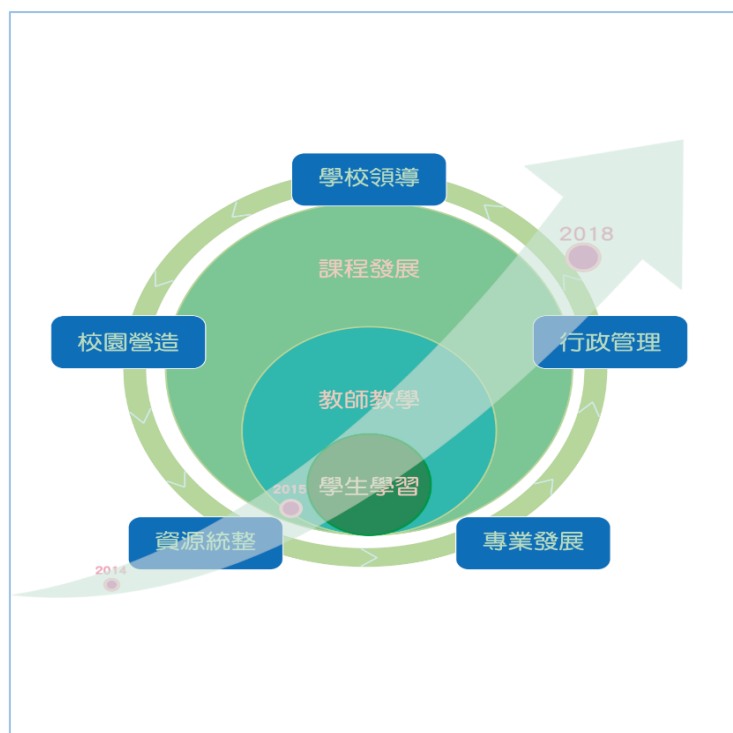 學校領導
2018
課程發展
校園營造
行政管理
教師教學
學生學習
2015
資源統整
專業發展
2014